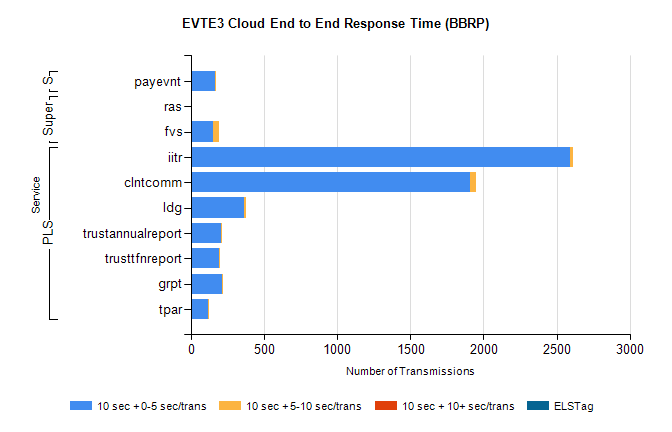 EVTE3 Cloud End to End Response Time (BBRP)
S
payevnt
Super
ras
fvs
Service
PLS
iitr
clntcomm
ldg
trustannualreport
trusttfnreport
grpt
tpar
0 500 1000 1500 2000 2500 3000
Number of Transmissions
10 sec +0-5 sec/trans 10 sec +5-10 sec/trans 10 sec + 10+ sec/trans ELSTag